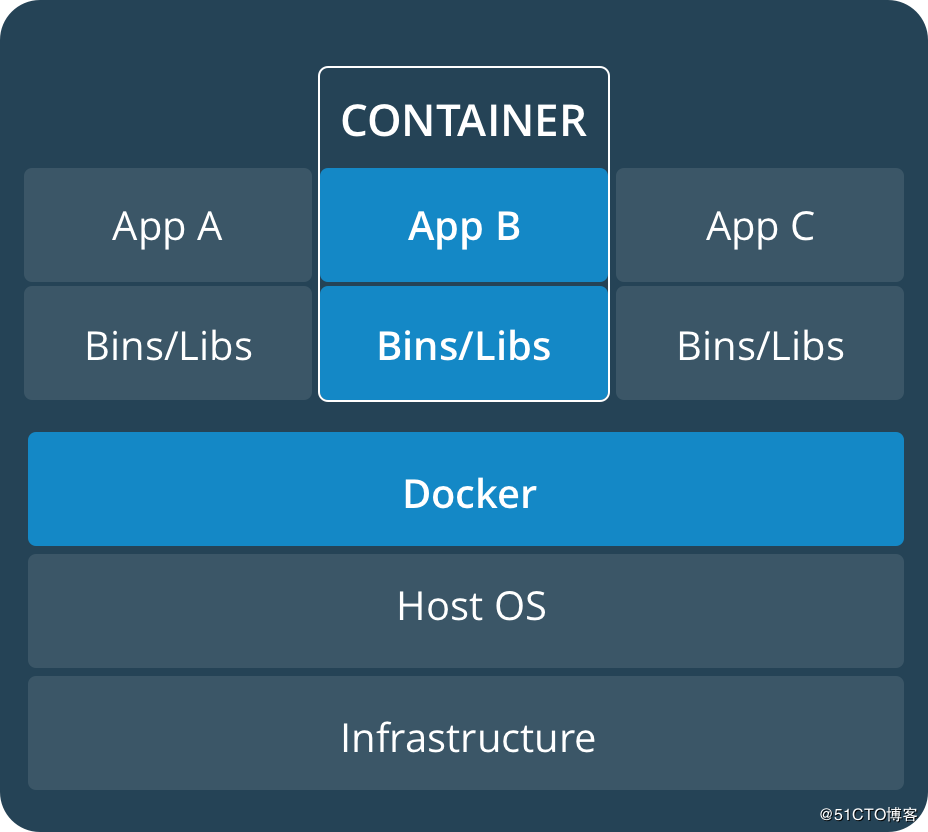 CONTAINER
App A
App B
App C
Bins/Libs
Bins/Libs
Bins/Libs
Docker
Host OS
Infrastructure
@51CTO博客